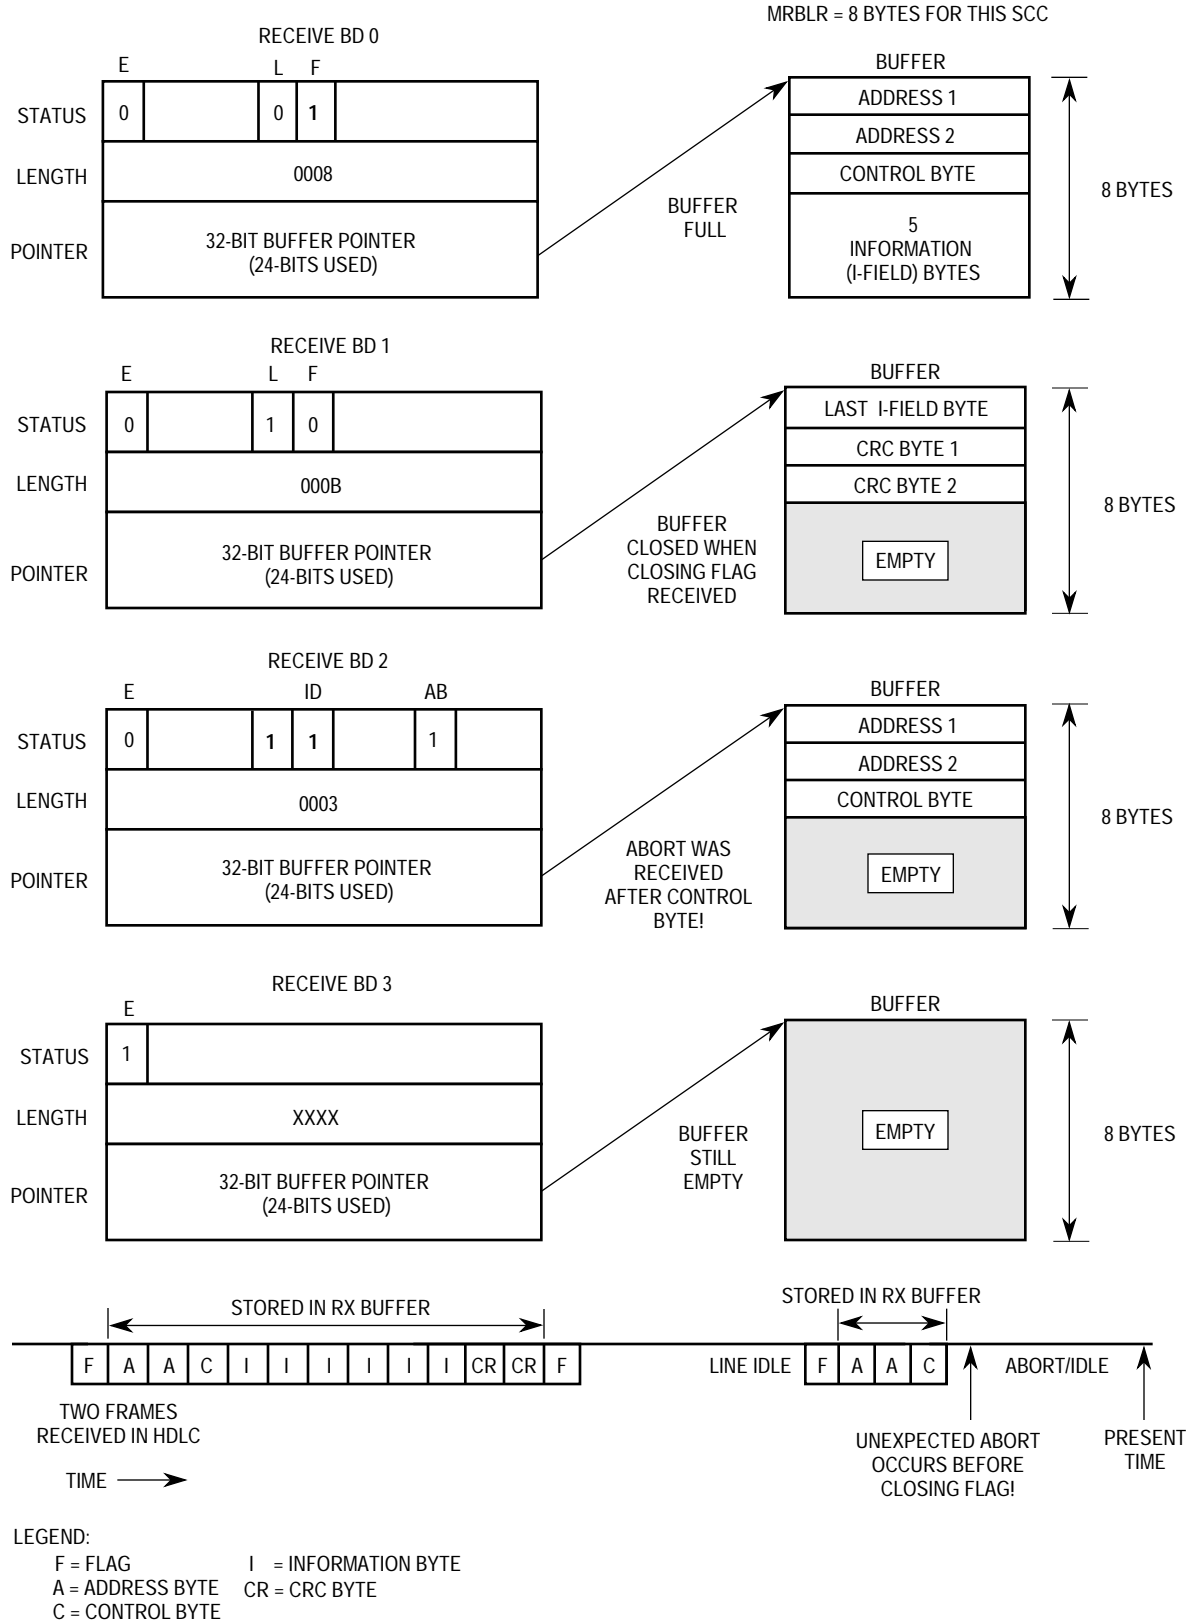 MRBLR = 8 BYTES FOR THIS SCC
RECEIVE BD 0
BUFFER
E L F
STATUS 0 0 1
LENGTH 0008
POINTER 32-BIT BUFFER POINTER
(24-BITS USED)
BUFFER
FULL
ADDRESS 1
ADDRESS 2
CONTROL BYTE
5
INFORMATION
(I-FIELD) BYTES
8 BYTES
RECEIVE BD 1
BUFFER
E L F
STATUS 0 1 0
LENGTH 000B
POINTER 32-BIT BUFFER POINTER
(24-BITS USED)
BUFFER
CLOSED WHEN
CLOSING FLAG
RECEIVED
LAST I-FIELD BYTE
CRC BYTE 1
CRC BYTE 2
EMPTY
8 BYTES
RECEIVE BD 2
BUFFER
E ID AB
STATUS 0 1 1 1
LENGTH 0003
POINTER 32-BIT BUFFER POINTER
(24-BITS USED)
ABORT WAS
RECEIVED
AFTER CONTROL
BYTE!
ADDRESS 1
ADDRESS 2
CONTROL BYTE
EMPTY
8 BYTES
RECEIVE BD 3
BUFFER
E
STATUS 1
LENGTH XXXX
POINTER 32-BIT BUFFER POINTER
(24-BITS USED)
BUFFER
STILL
EMPTY
EMPTY
8 BYTES
STORED IN RX BUFFER
STORED IN RX BUFFER
F A A C I I I I I I CR CR F LINE IDLE F A A C ABORT/IDLE
TWO FRAMES
RECEIVED IN HDLC
TIME
UNEXPECTED ABORT
OCCURS BEFORE
CLOSING FLAG!
PRESENT
TIME
LEGEND:
F = FLAG I = INFORMATION BYTE
A = ADDRESS BYTE CR = CRC BYTE
C = CONTROL BYTE